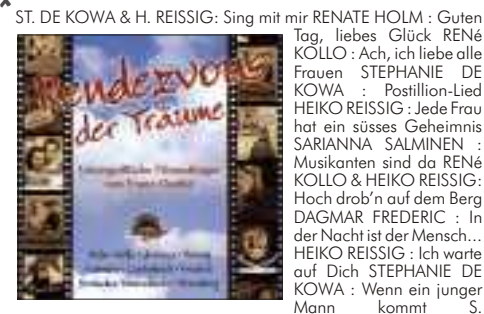 ST. DE KOWA & H. REISSIG: Sing mit mir RENATE HOLM : Guten
Tag, liebes Glück RENé
KOLLO : Ach, ich liebe alle
Frauen STEPHANIE DE
KOWA : Postillion-Lied
HEIKO REISSIG : Jede Frau
hat ein süsses Geheimnis
SARIANNA SALMINEN :
Musikanten sind da RENé
KOLLO & HEIKO REISSIG:
Hoch drob'n auf dem Berg
DAGMAR FREDERIC : In
der Nacht ist der Mensch...
HEIKO REISSIG : Ich warte
auf Dich STEPHANIE DE
KOWA : Wenn ein junger
Mann kommt S.
Rendezvous
der Träume